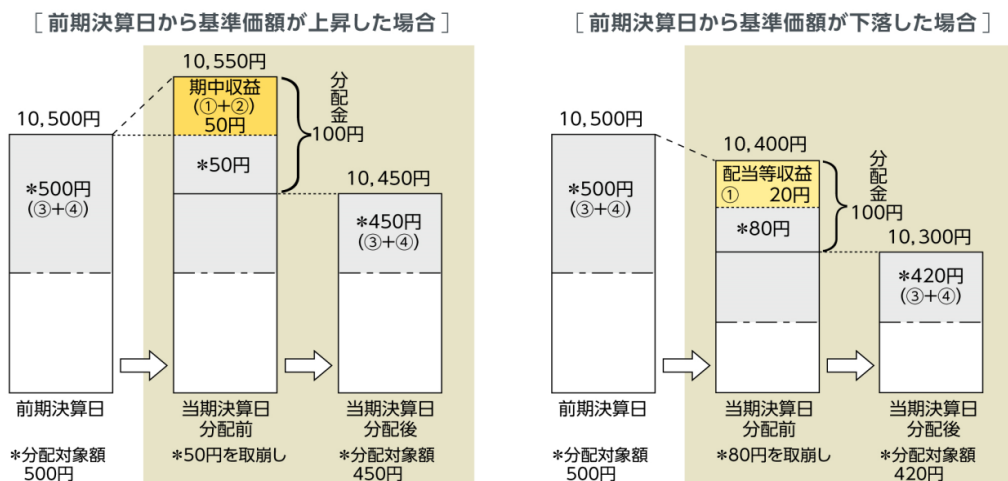 ［前期決算日から基準価額が上昇した場合］
10,500円
*500円
(③+④)
前期決算日
*分配対象額
500円
10,550円
期中収益
(①+②)
50円
*50円
分配金
100円
当期決算日
分配前
*50円を取崩し
10,450円
*450円
(③+④)
当期決算日
分配後
*分配対象額
450円
［前期決算日から基準価額が下落した場合］
10,500円
*500円
(③+④)
前期決算日
*分配対象額
500円
10,400円
配当等収益
① 20円
*80円
分配金
100円
当期決算日
分配前
*80円を取崩し
10,300円
*420円
(③+④)
当期決算日
分配後
*分配対象額
420円